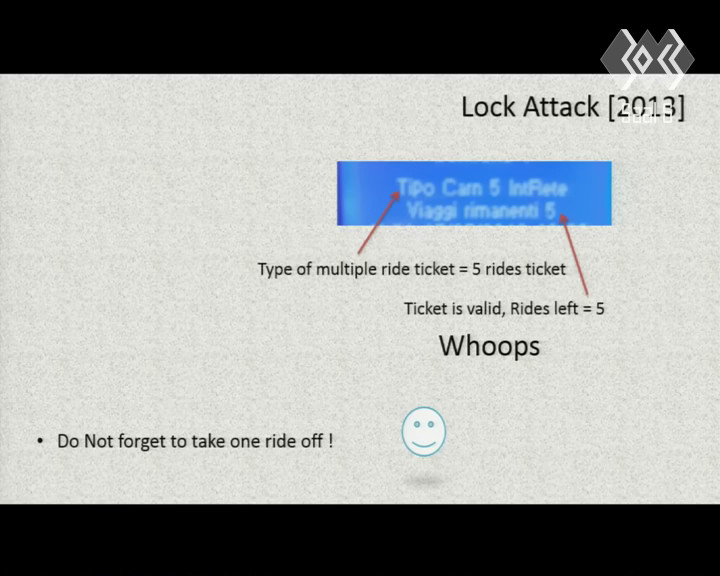 Lock Attack [2013]
Tipo Carn 5 IntRete
Viaggi rimanenti 5
Type of multiple ride ticket = 5 rides ticket
Ticket is valid, Rides left = 5
Whoops
• Do Not forget to take one ride off !